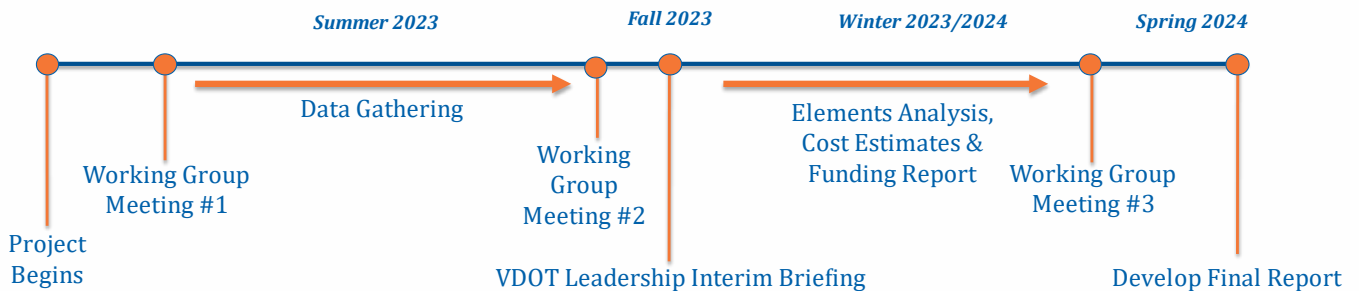 Summer 2023
Fall 2023
Winter 2023/2024
Spring 2024
Data Gathering
Elements Analysis,
Cost Estimates &
Funding Report
Working Group
Meeting #1
Working
Group
Meeting #2
Working Group
Meeting #3
Project
Begins
VDOT Leadership Interim Briefing
Develop Final Report